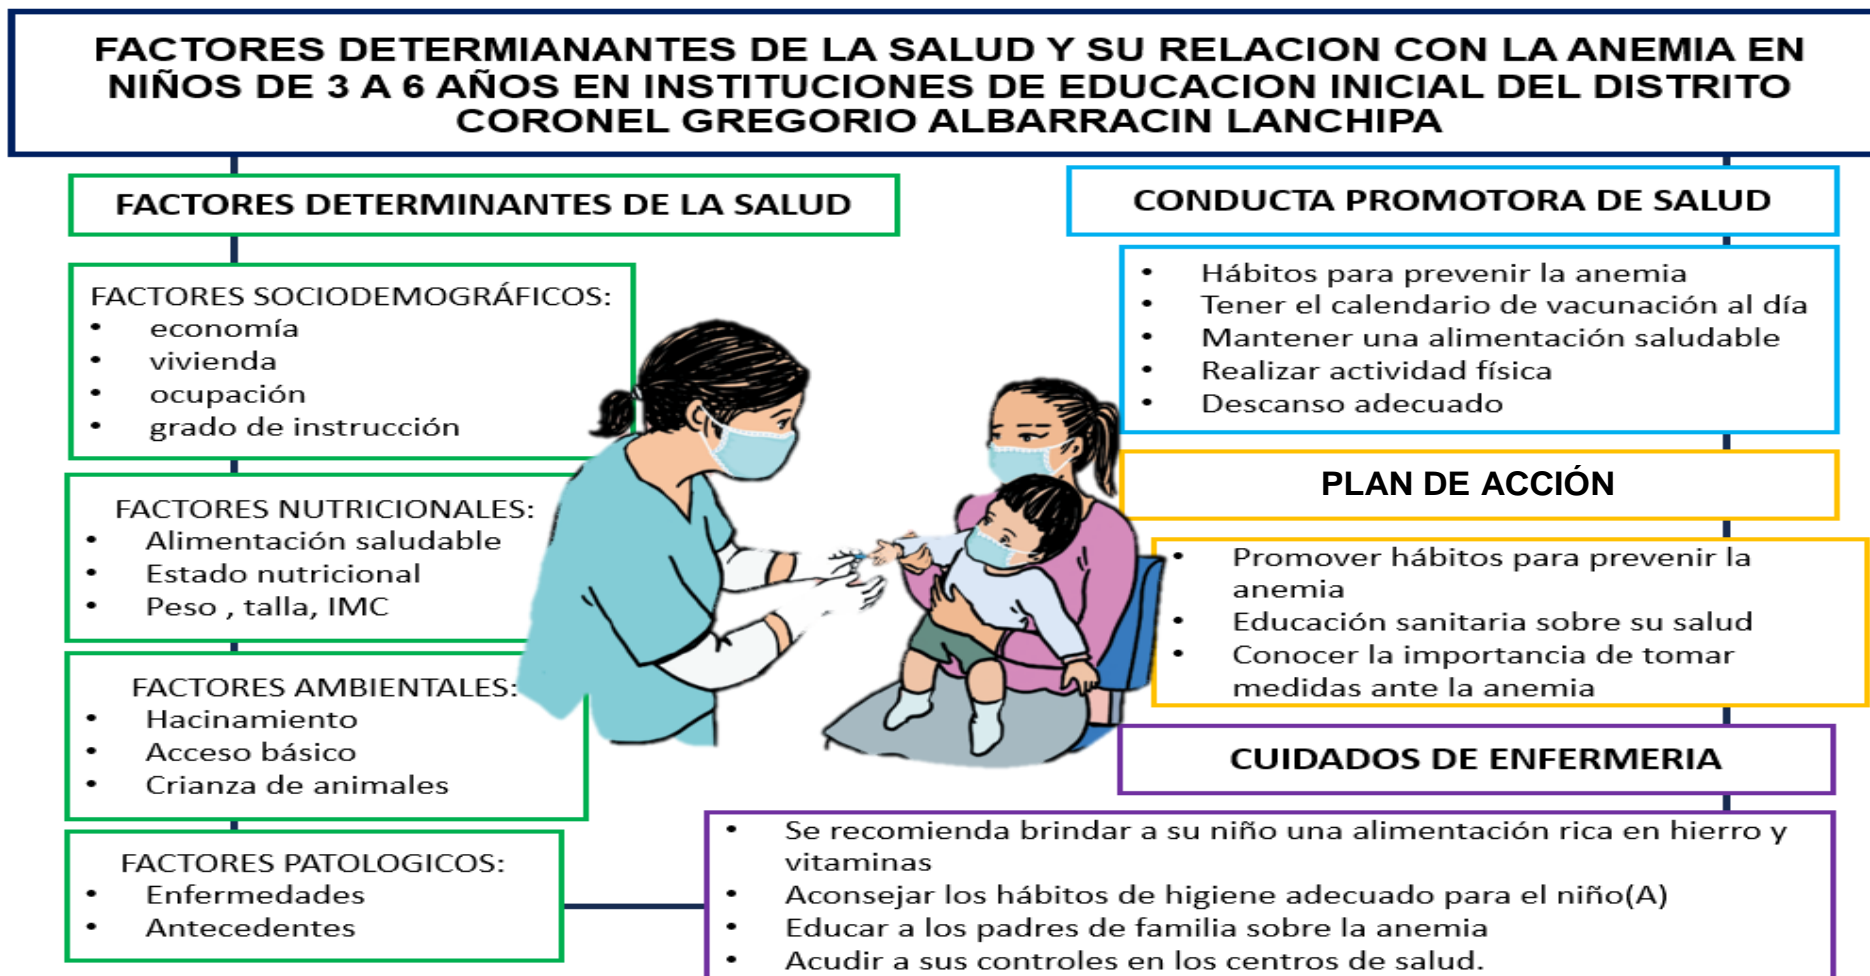 FACTORES DETERMIANANTES DE LA SALUD Y SU RELACION CON LA ANEMIA EN
NIÑOS DE 3 A 6 AÑOS EN INSTITUCIONES DE EDUCACION INICIAL DEL DISTRITO
CORONEL GREGORIO ALBARRACIN LANCHIPA
FACTORES DETERMINANTES DE LA SALUD
FACTORES SOCIODEMOGRÁFICOS:
• economía
• vivienda
• ocupación
• grado de instrucción
FACTORES NUTRICIONALES:
• Alimentación saludable
• Estado nutricional
• Peso , talla, IMC
FACTORES AMBIENTALES:
• Hacinamiento
• Acceso básico
• Crianza de animales
FACTORES PATOLOGICOS:
• Enfermedades
• Antecedentes
CONDUCTA PROMOTORA DE SALUD
• Hábitos para prevenir la anemia
• Tener el calendario de vacunación al día
• Mantener una alimentación saludable
• Realizar actividad física
• Descanso adecuado
PLAN DE ACCIÓN
• Promover hábitos para prevenir la
anemia
• Educación sanitaria sobre su salud
• Conocer la importancia de tomar
medidas ante la anemia
CUIDADOS DE ENFERMERIA
• Se recomienda brindar a su niño una alimentación rica en hierro y
vitaminas
• Aconsejar los hábitos de higiene adecuado para el niño(A)
• Educar a los padres de familia sobre la anemia
• Acudir a sus controles en los centros de salud.